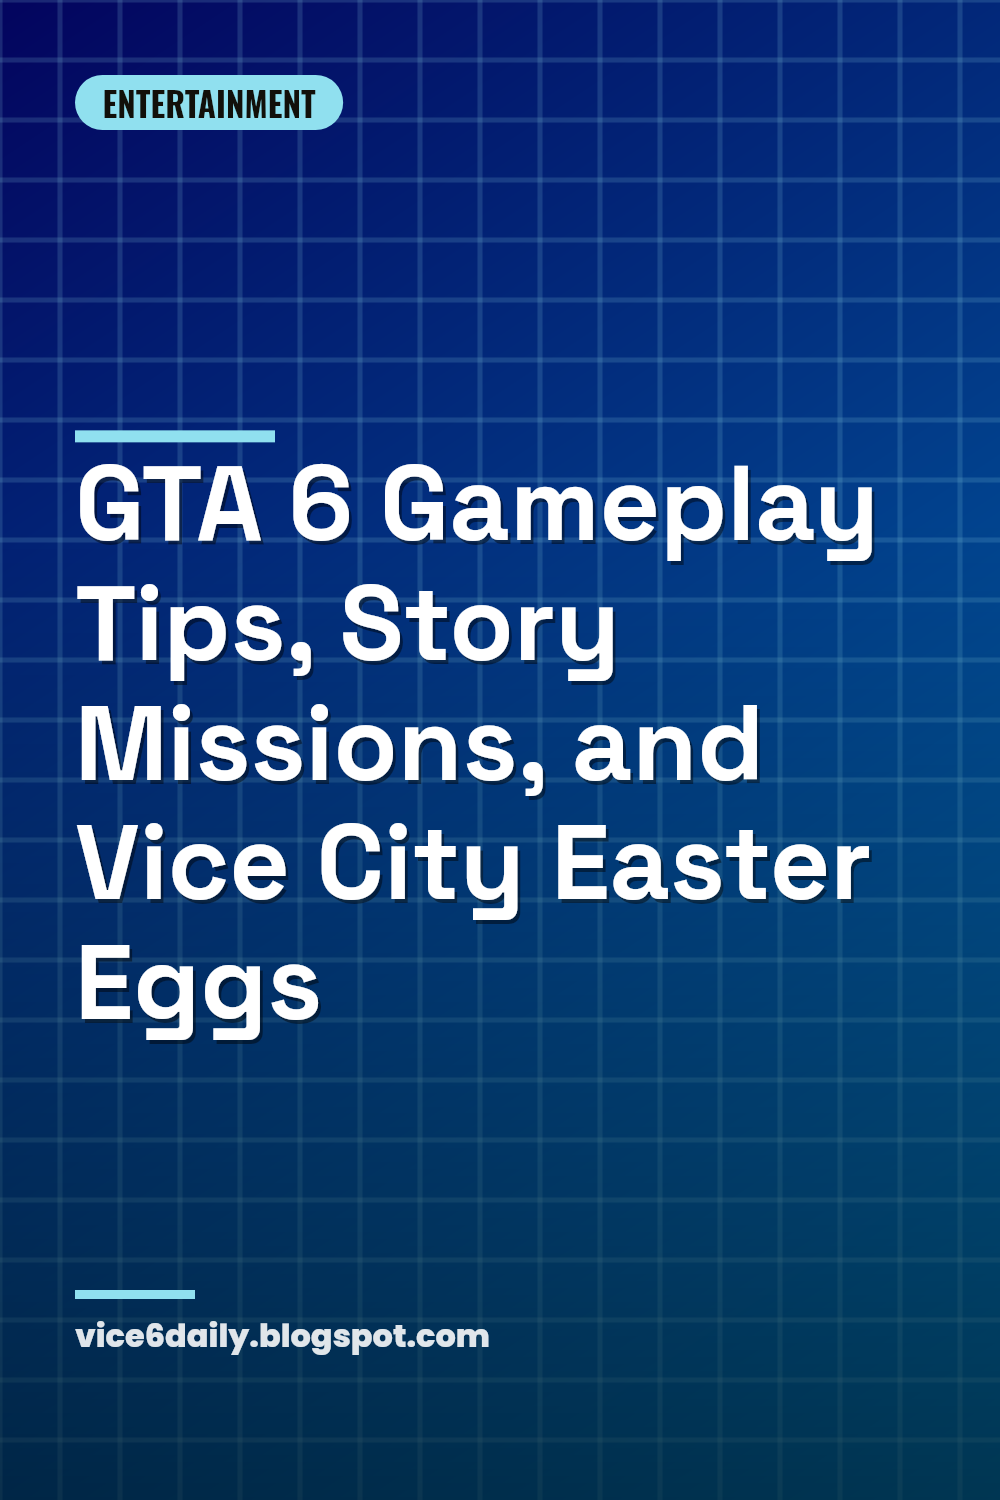 ENTERTAINMENT
GTA 6 Gameplay
Tips, Story
Missions, and
Vice City Easter
Eggs
vice6daily.blogspot.com